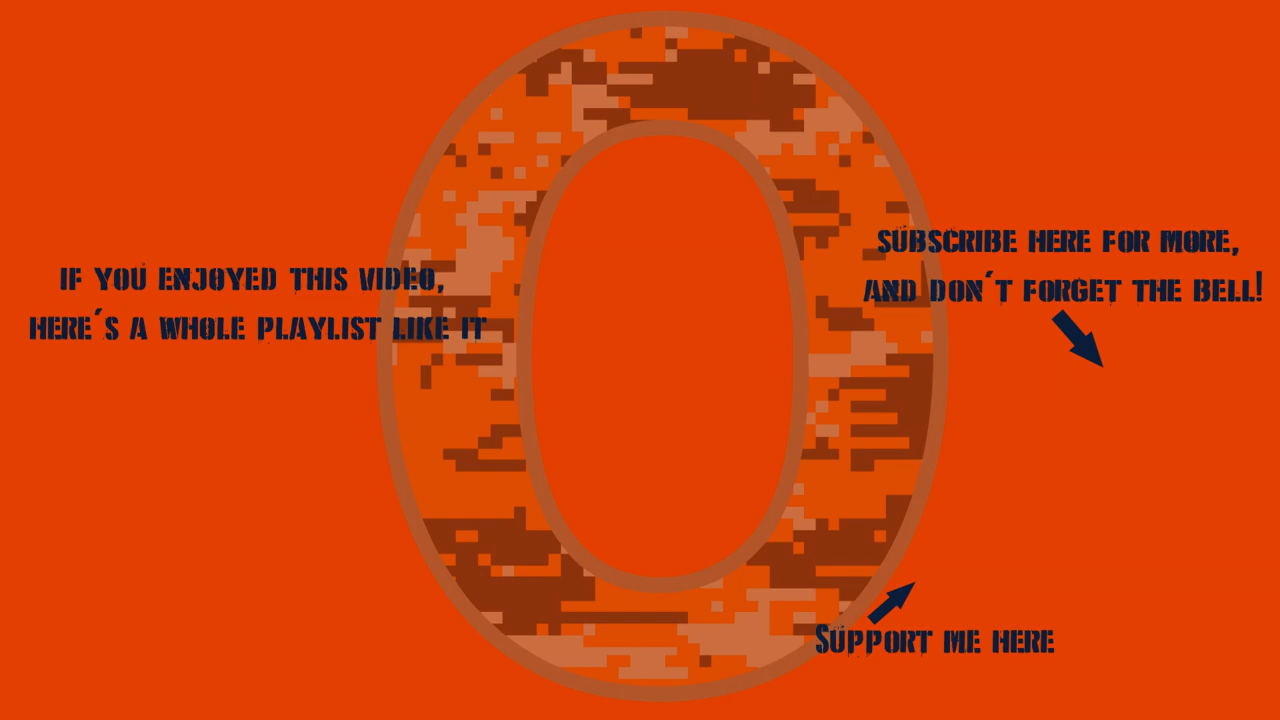 IF YOU ENJOYED THIS VIDEO,
HERE´S A WHOLE PLAYLIST LIKE IT
SUBSCRIBE HERE FOR MORE,
AND DON´T FORGET THE BELL!
SUPPORT ME HERE
O